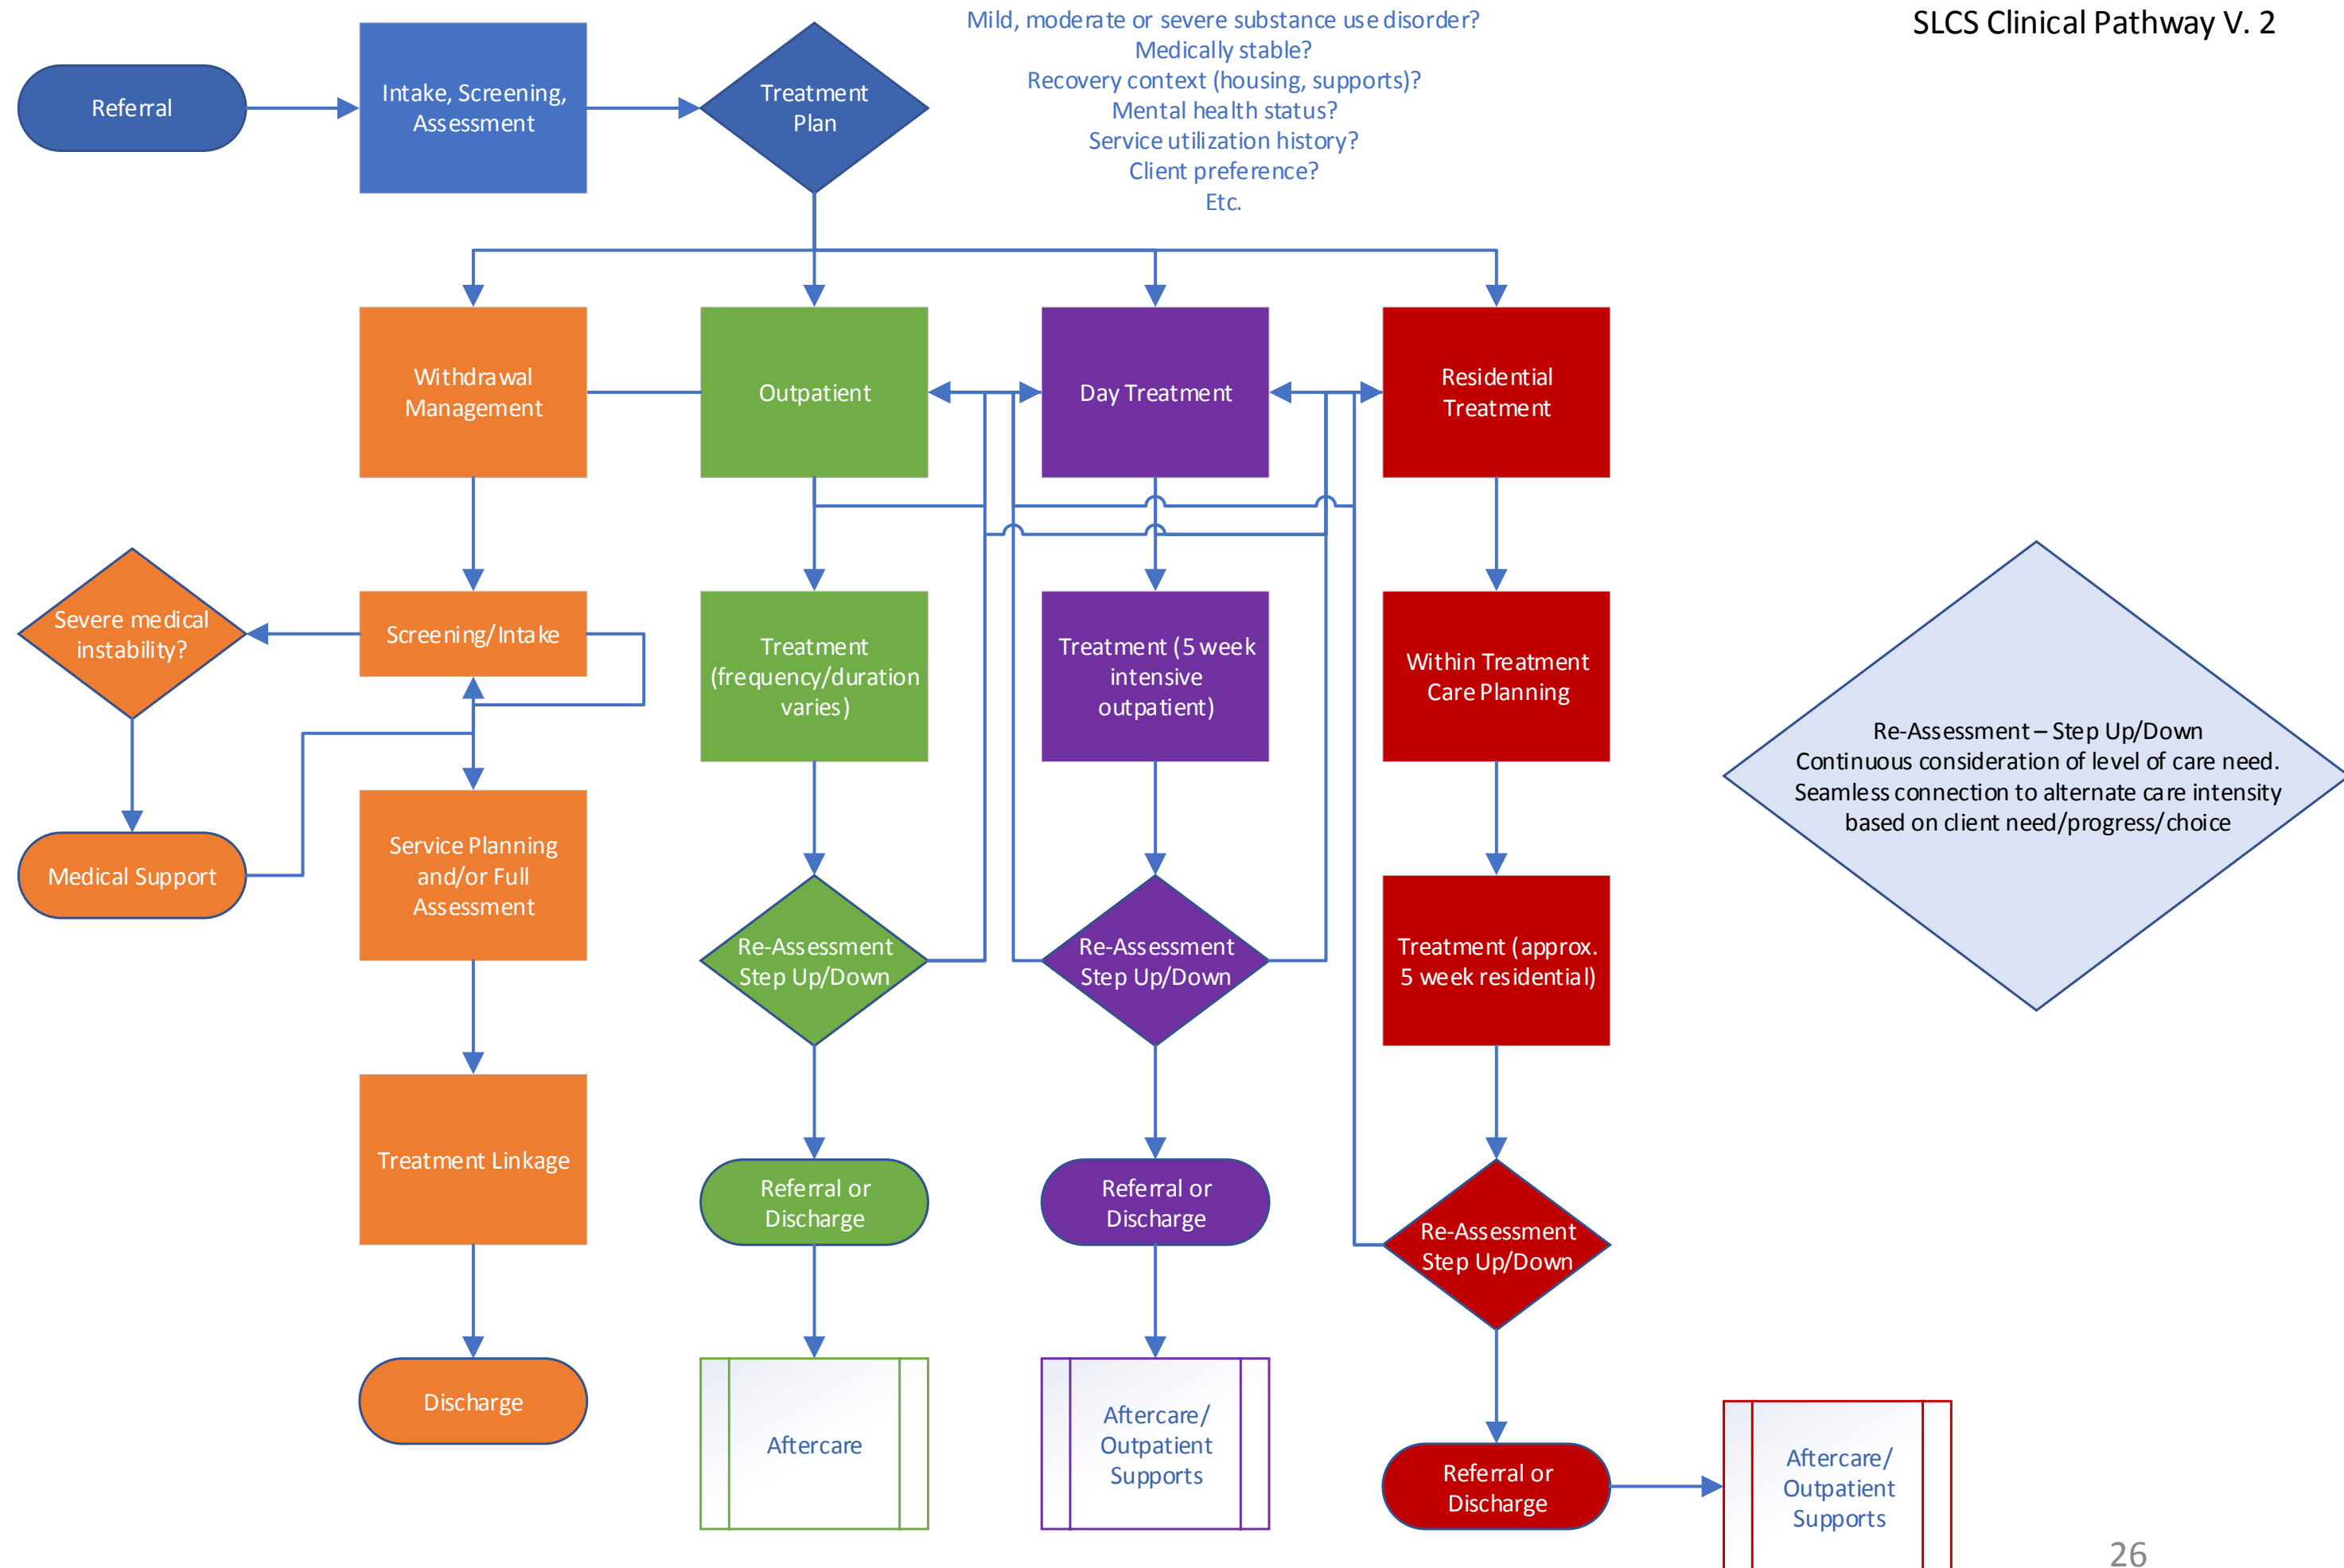 SLCS Clinical Pathway V. 2
Mild, moderate or severe substance use disorder?
Medically stable?
Recovery context (housing, supports)?
Mental health status?
Service utilization history?
Client preference?
Etc.
Referral
Intake, Screening,
Assessment
Treatment
Plan
Withdrawal
Management
Outpatient
Day Treatment
Residential
Treatment
Severe medical
instability?
Screening/Intake
Treatment
(frequency/duration
varies)
Treatment (5 week
intensive
outpatient)
Within Treatment
Care Planning
Re-Assessment – Step Up/Down
Continuous consideration of level of care need.
Seamless connection to alternate care intensity
based on client need/progress/choice
Medical Support
Service Planning
and/or Full
Assessment
Re-Assessment
Step Up/Down
Re-Assessment
Step Up/Down
Treatment (approx.
5 week residential)
Treatment Linkage
Referral or
Discharge
Referral or
Discharge
Re-Assessment
Step Up/Down
Discharge
Aftercare
Aftercare/
Outpatient
Supports
Referral or
Discharge
Aftercare/
Outpatient
Supports
26